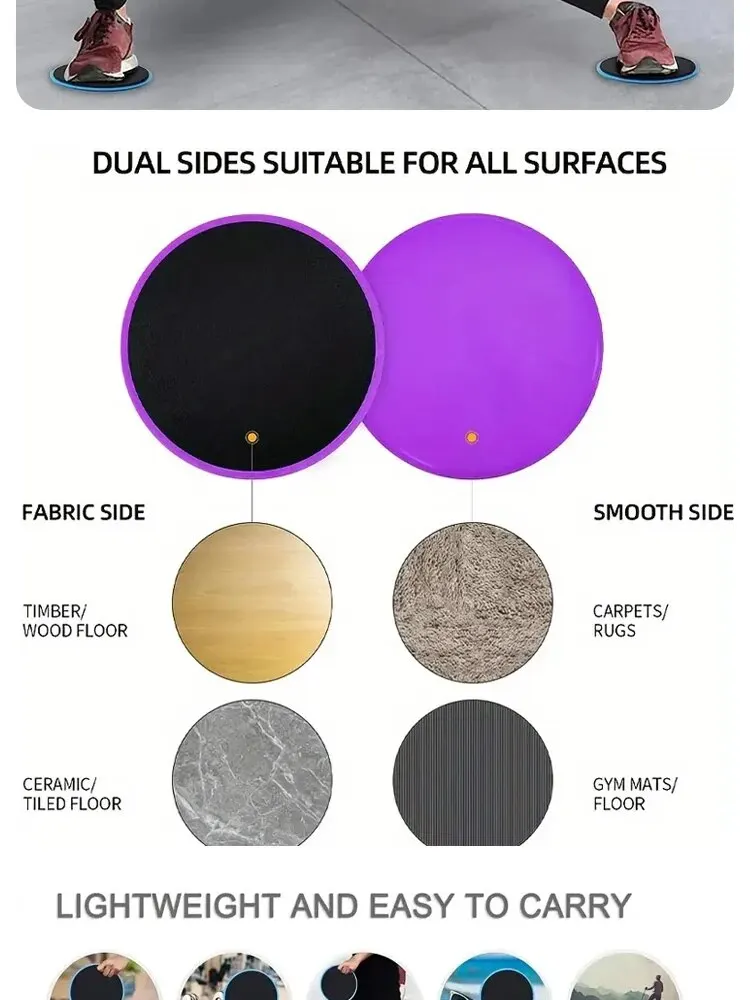 DUAL SIDES SUITABLE FOR ALL SURFACES
FABRIC SIDE
SMOOTH SIDE
TIMBER/
WOOD FLOOR
CARPETS/
RUGS
CERAMIC/
TILED FLOOR
GYM MATS/
FLOOR
LIGHTWEIGHT AND EASY TO CARRY